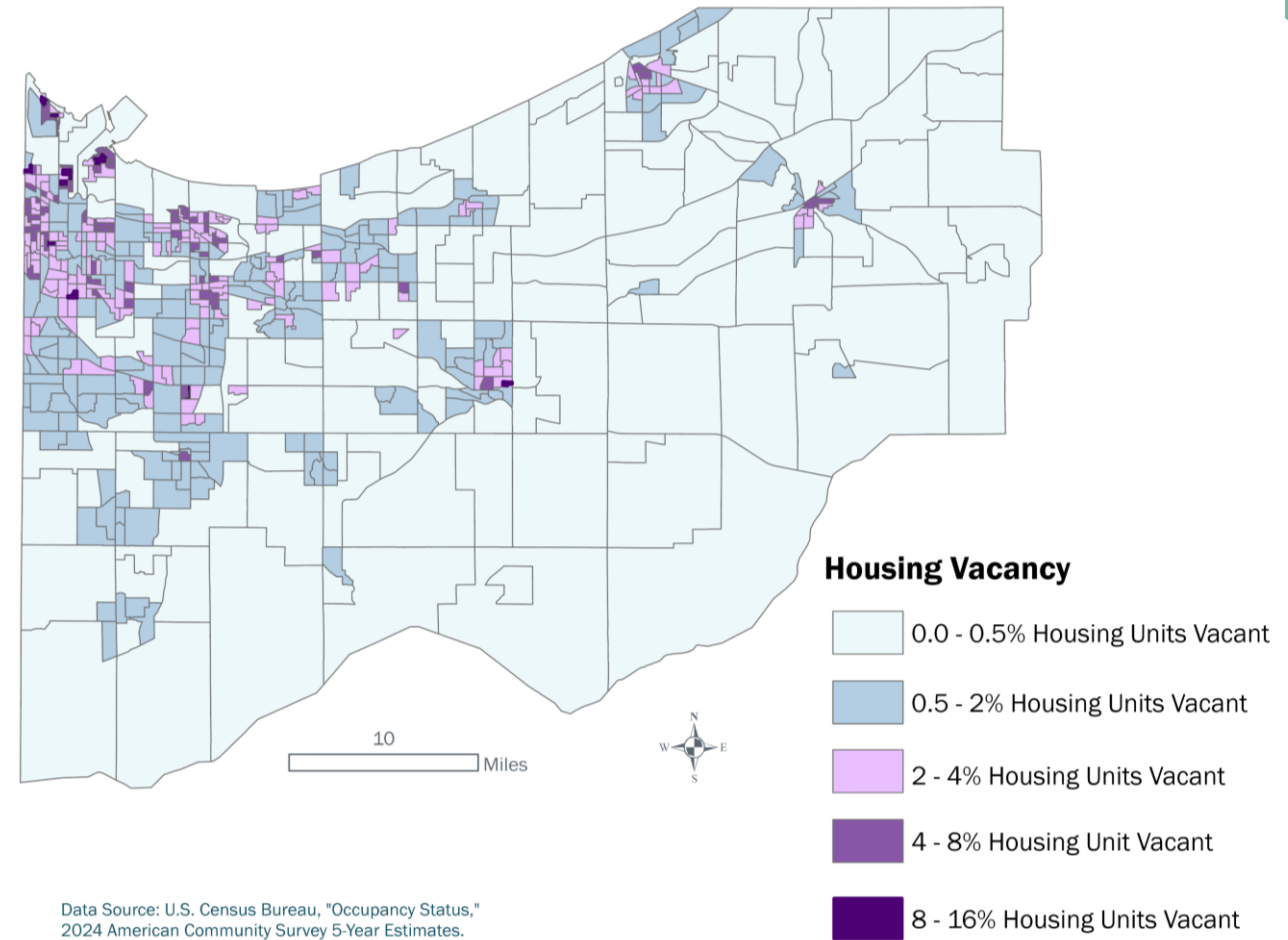 Housing Vacancy
0.0 - 0.5% Housing Units Vacant
0.5 - 2% Housing Units Vacant
2 - 4% Housing Units Vacant
4 - 8% Housing Unit Vacant
8 - 16% Housing Units Vacant
10
Miles
N
W E
S
Data Source: U.S. Census Bureau, "Occupancy Status,"
2024 American Community Survey 5-Year Estimates.